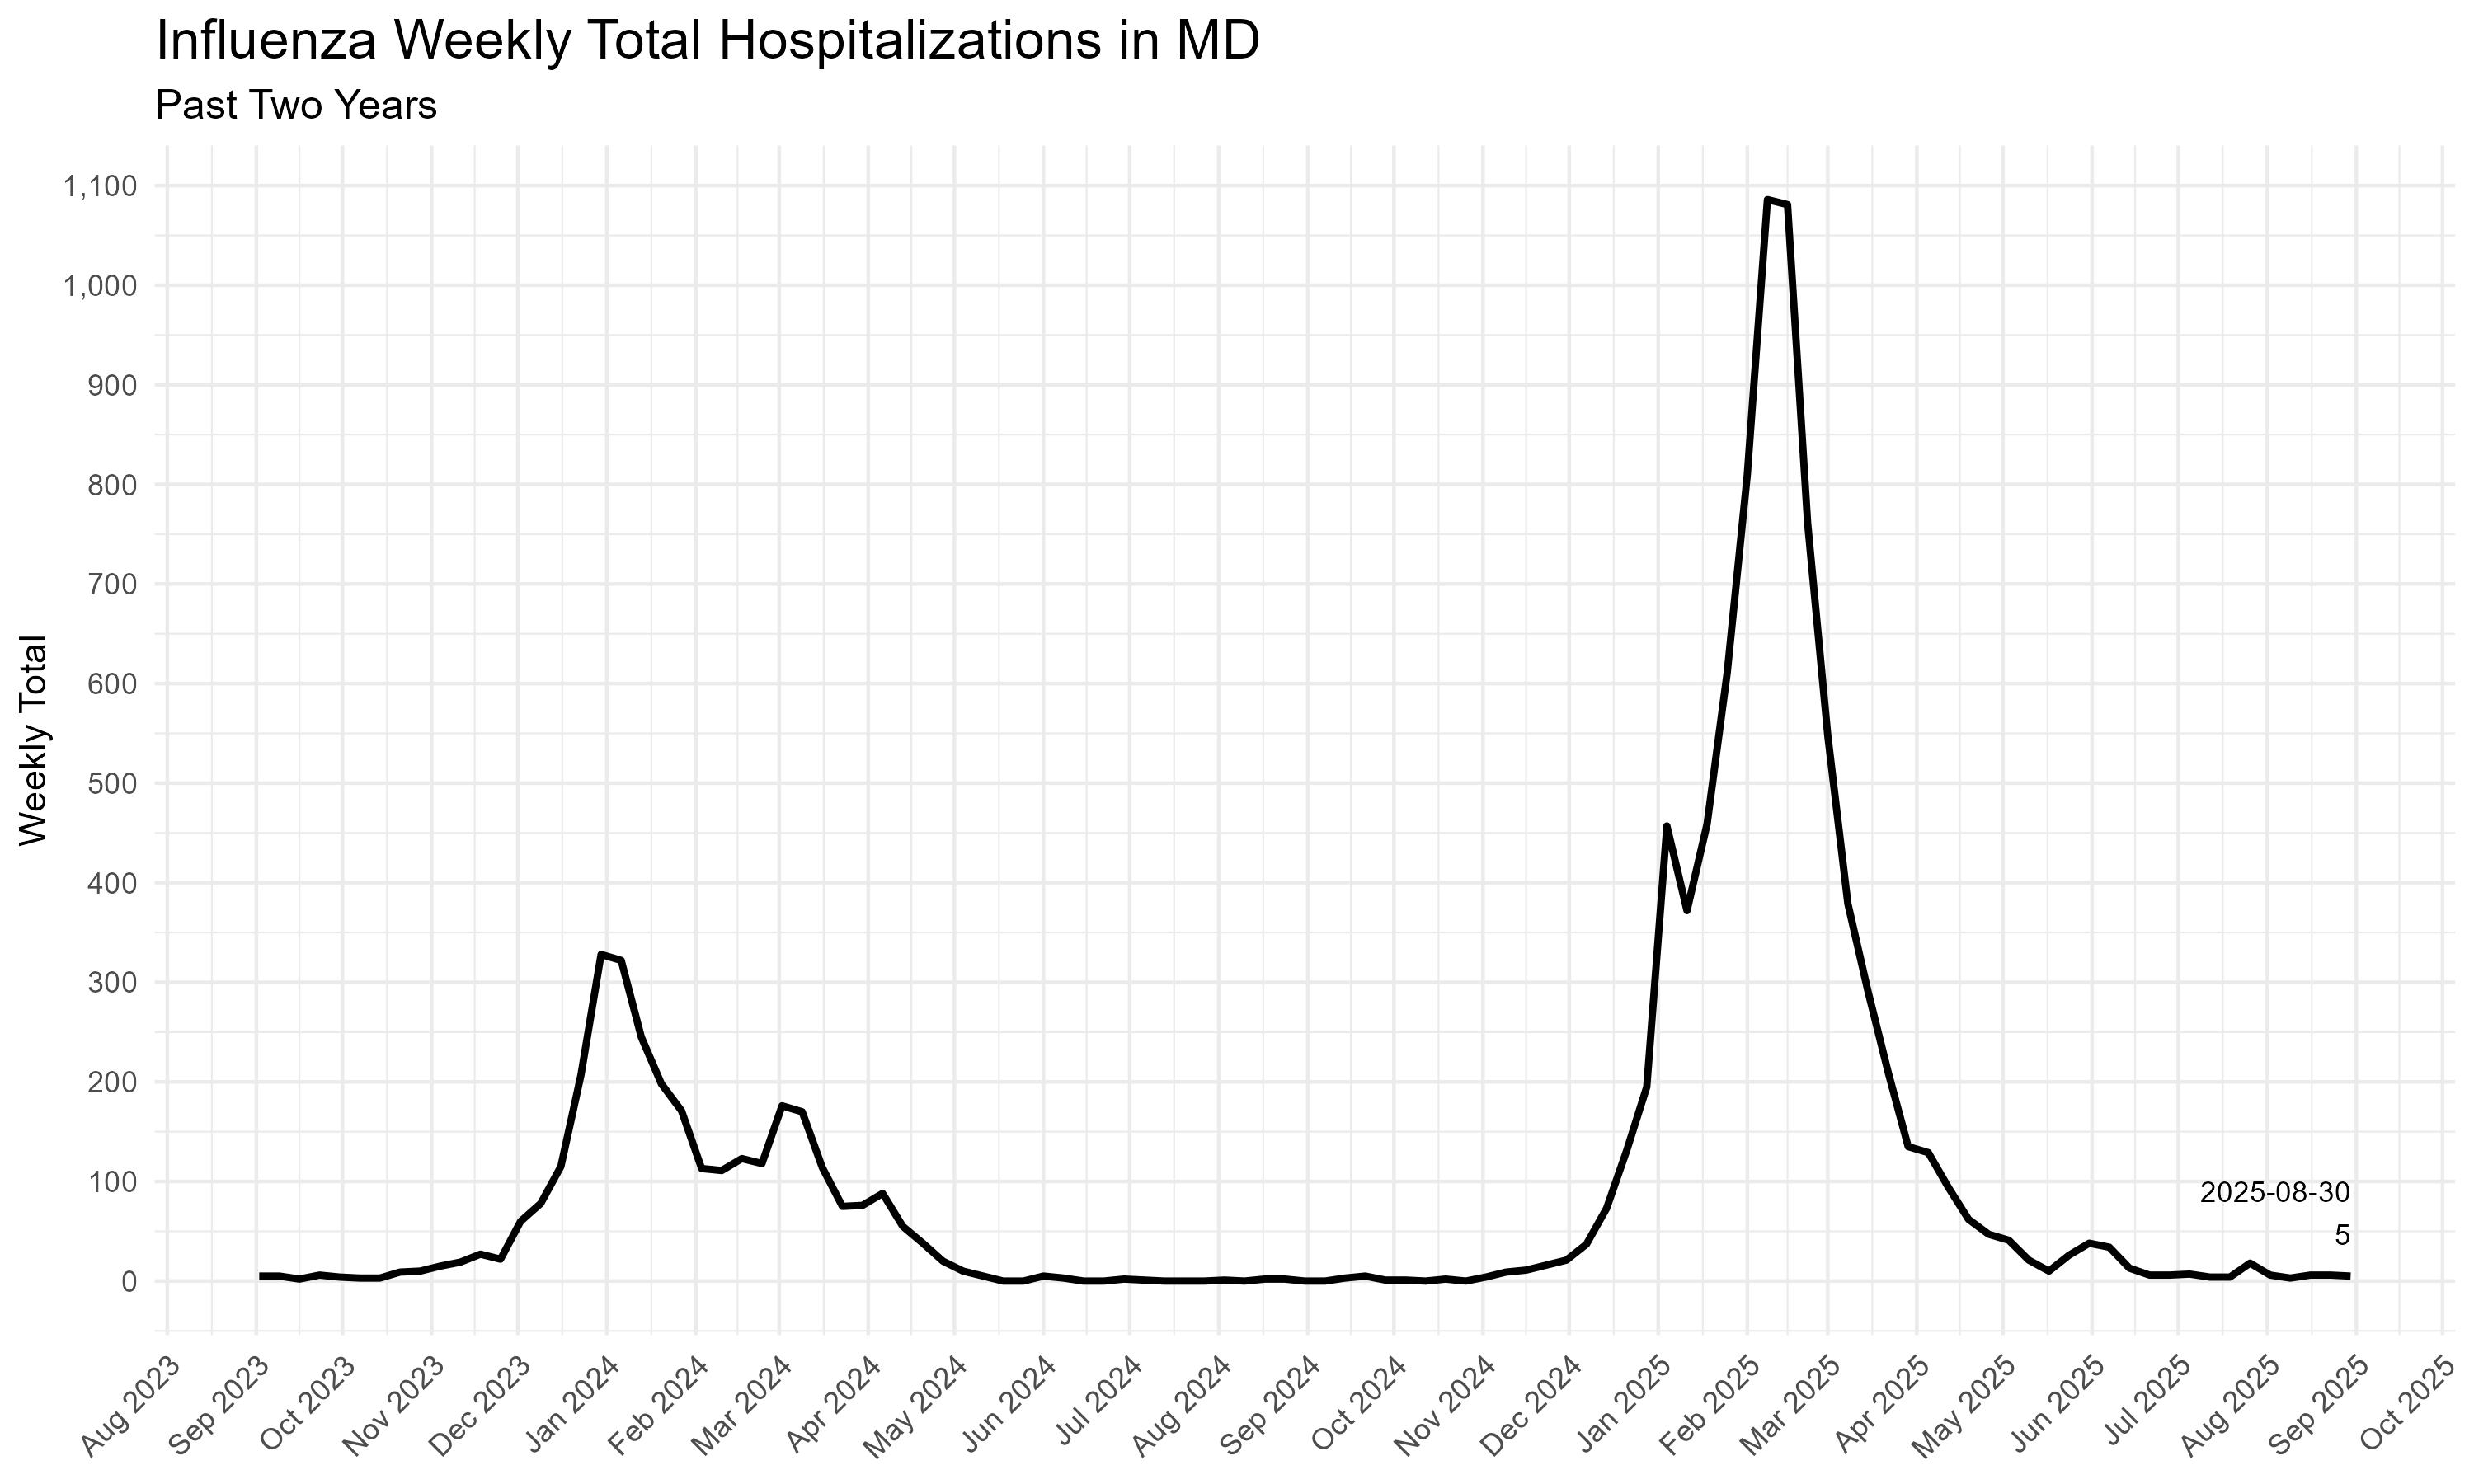 Influenza Weekly Total Hospitalizations in MD
Past Two Years
Weekly Total
1,100
1,000
900
800
700
600
500
400
300
200
100
0
2025-08-30
5
Aug 2023
Sep 2023
Oct 2023
Nov 2023
Dec 2023
Jan 2024
Feb 2024
Mar 2024
Apr 2024
May 2024
Jun 2024
Jul 2024
Aug 2024
Sep 2024
Oct 2024
Nov 2024
Dec 2024
Jan 2025
Feb 2025
Mar 2025
Apr 2025
May 2025
Jun 2025
Jul 2025
Aug 2025
Sep 2025
Oct 2025